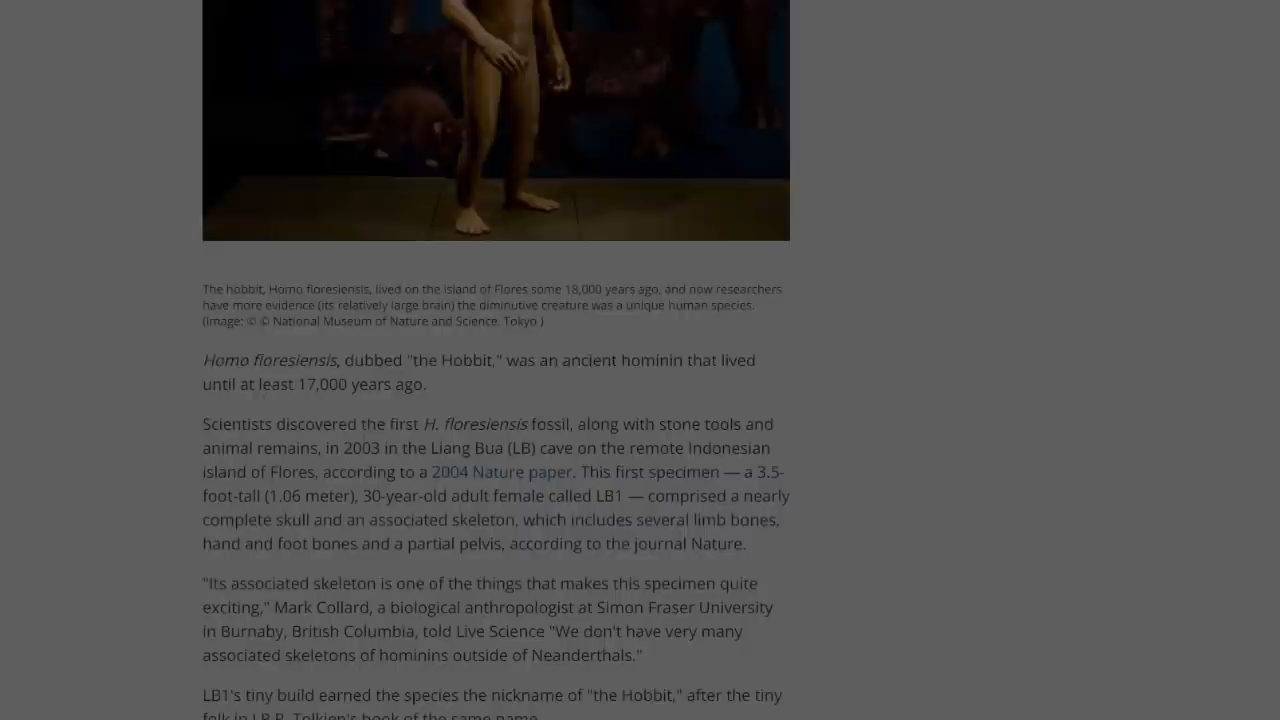 The hobbit, Homo floresiensis, lived on the island of Flores some 18,000 years ago, and now researchers
have more evidence (its relatively large brain) the diminutive creature was a unique human species.
(Image: © © National Museum of Nature and Science, Tokyo )
Homo floresiensis, dubbed "the Hobbit," was an ancient hominin that lived
until at least 17,000 years ago.
Scientists discovered the first H. floresiensis fossil, along with stone tools and
animal remains, in 2003 in the Liang Bua (LB) cave on the remote Indonesian
island of Flores, according to a 2004 Nature paper. This first specimen — a 3.5-
foot-tall (1.06 meter), 30-year-old adult female called LB1 — comprised a nearly
complete skull and an associated skeleton, which includes several limb bones,
hand and foot bones and a partial pelvis, according to the journal Nature.
"Its associated skeleton is one of the things that makes this specimen quite
exciting," Mark Collard, a biological anthropologist at Simon Fraser University
in Burnaby, British Columbia, told Live Science "We don't have very many
associated skeletons of hominins outside of Neanderthals."
LB1's tiny build earned the species the nickname of "the Hobbit," after the tiny
folk in J.R.R. Tolkien's book of the same name.